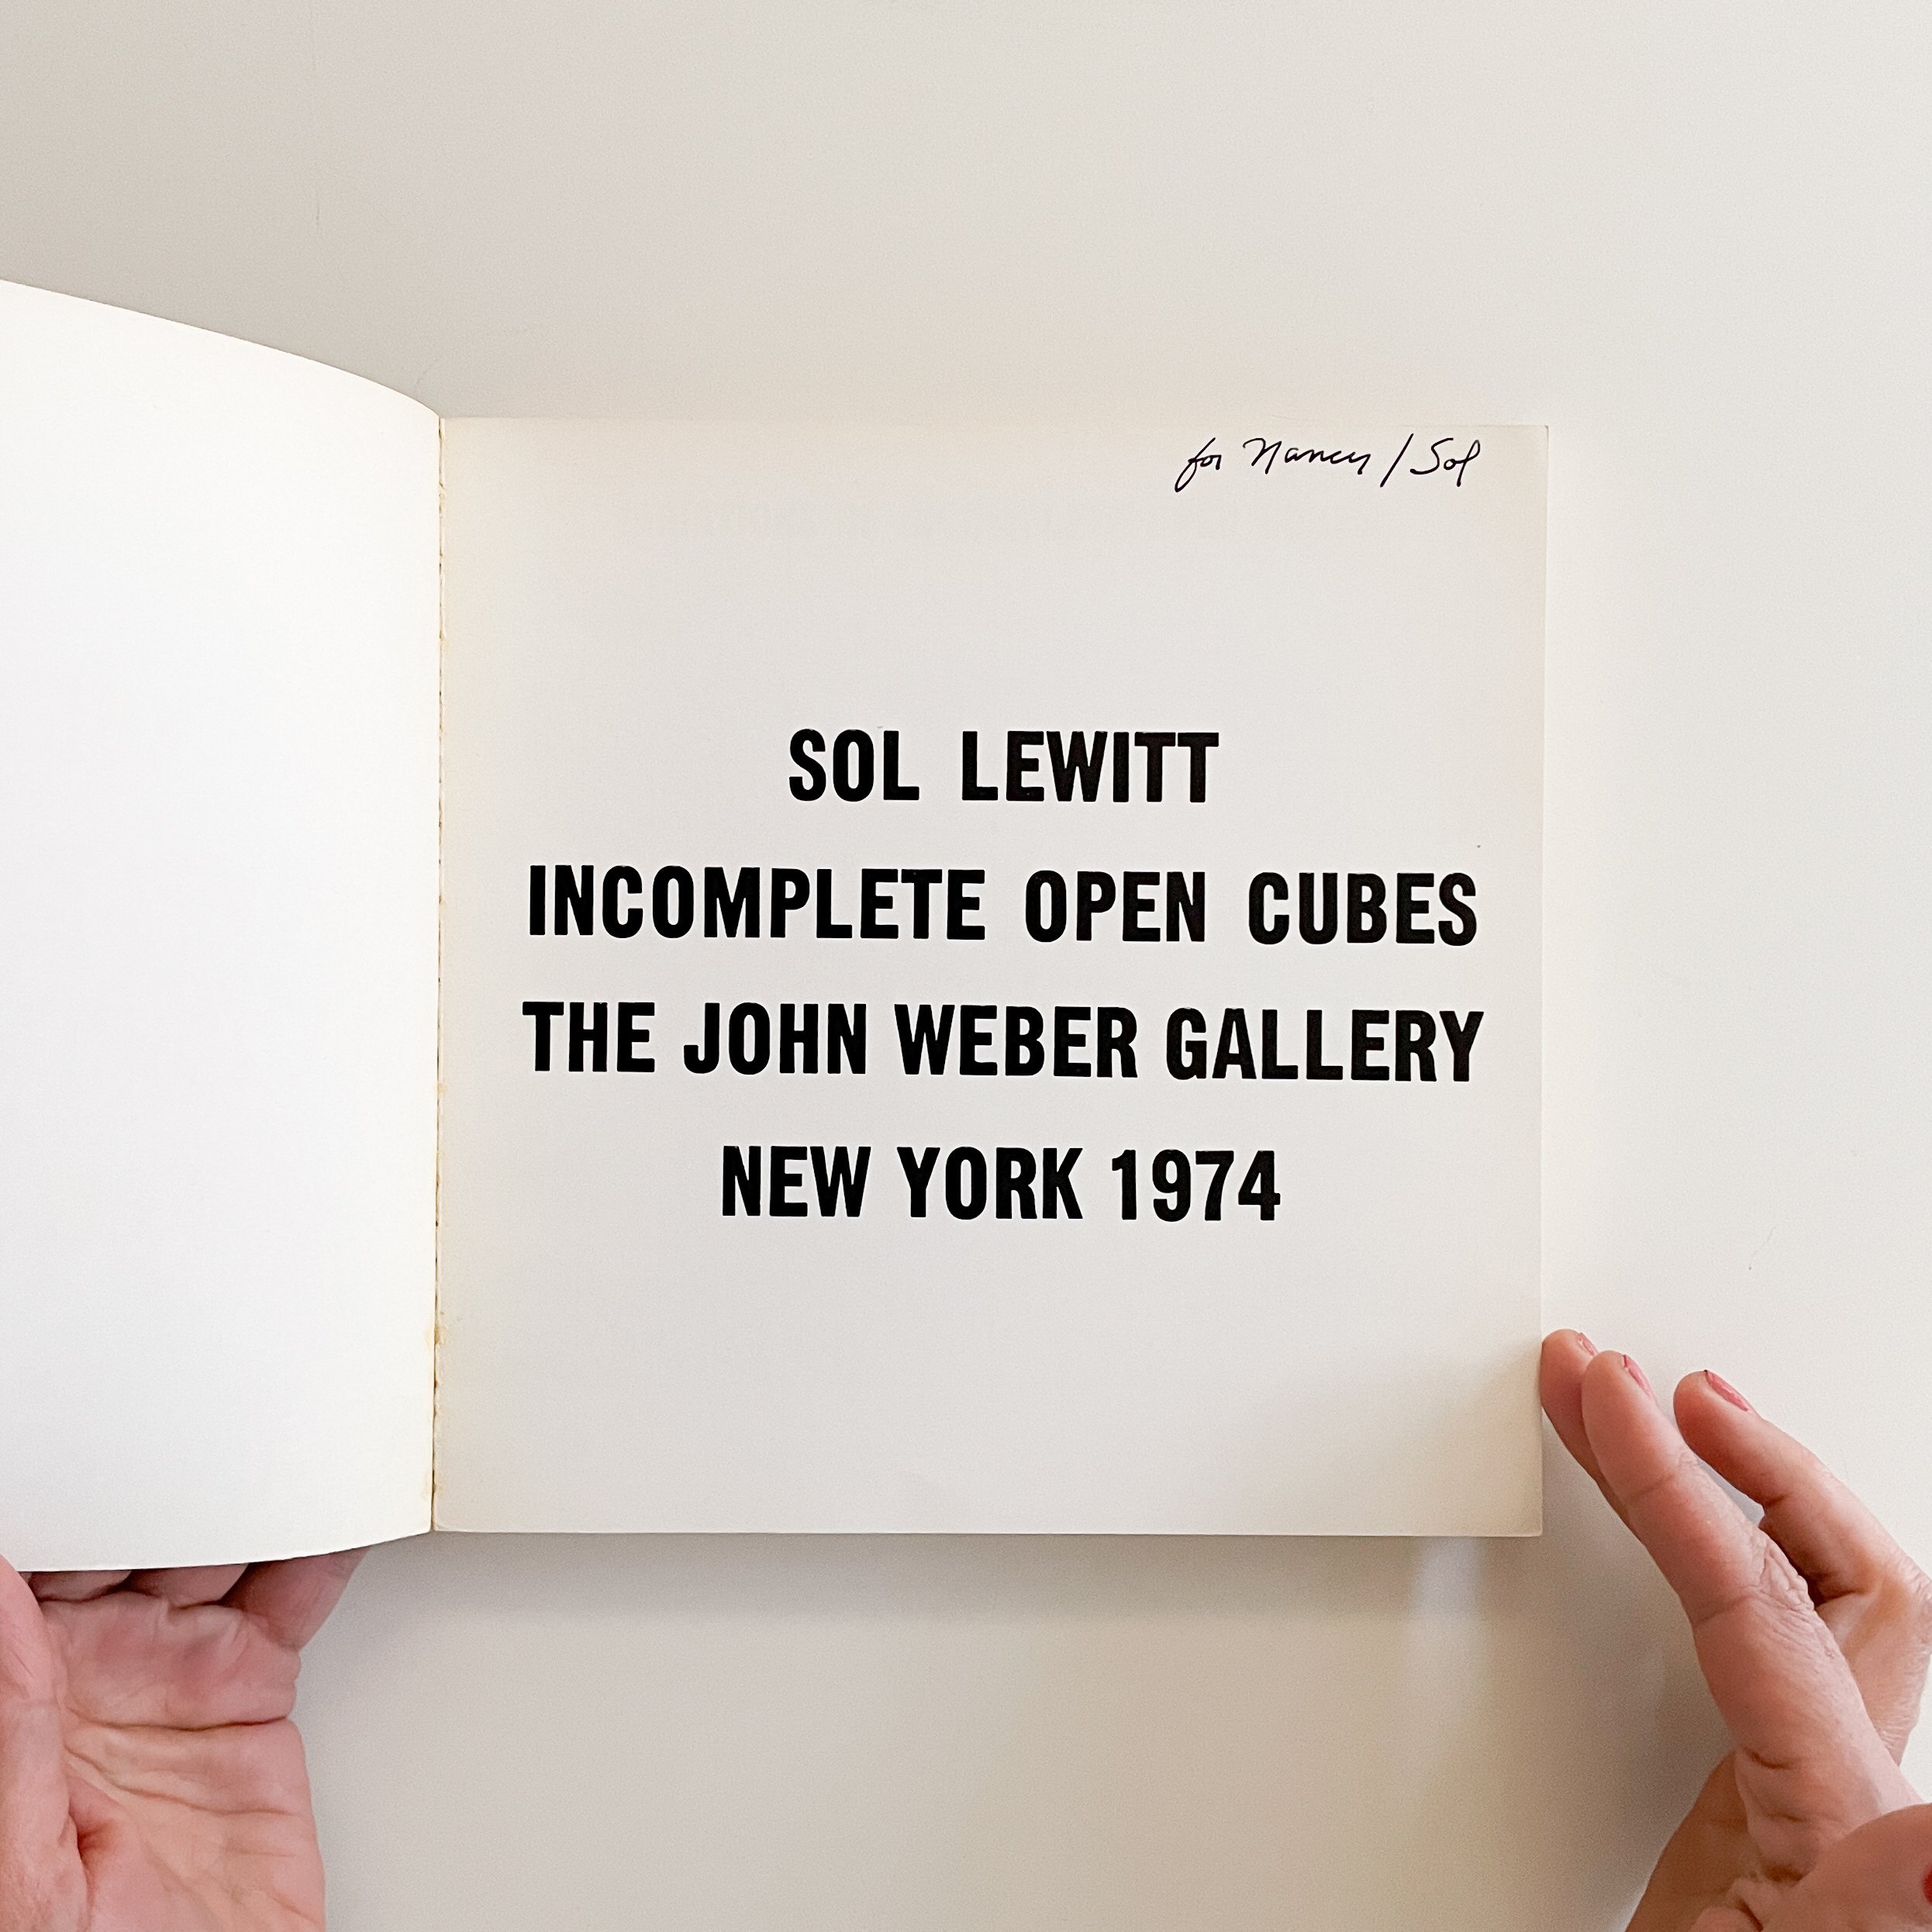 for Nancy / Sol
SOL LEWITT
INCOMPLETE OPEN CUBES
THE JOHN WEBER GALLERY
NEW YORK 1974